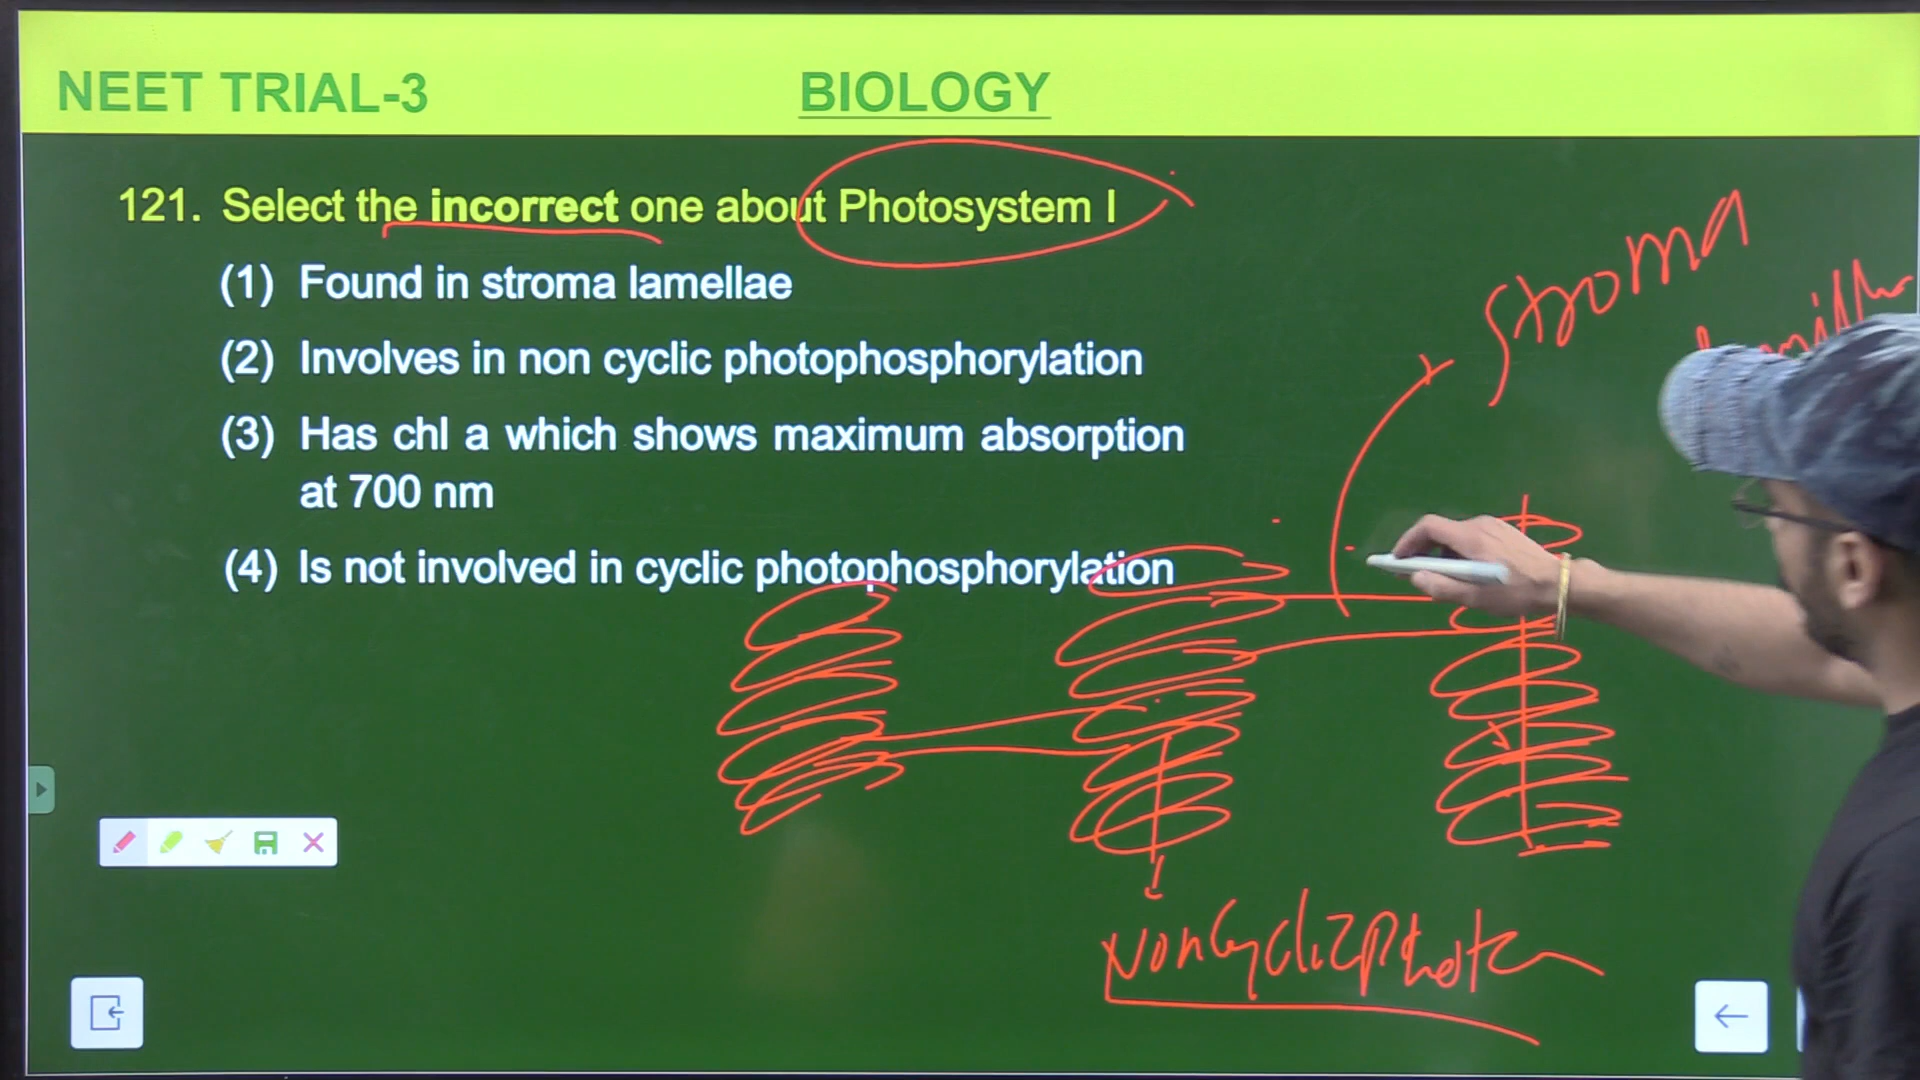 NEET TRIAL-3
BIOLOGY
121. Select the incorrect one about Photosystem I
(1) Found in stroma lamellae
(2) Involves in non cyclic photophosphorylation
(3) Has chl a which shows maximum absorption
at 700 nm
(4) Is not involved in cyclic photophosphorylation
stroma